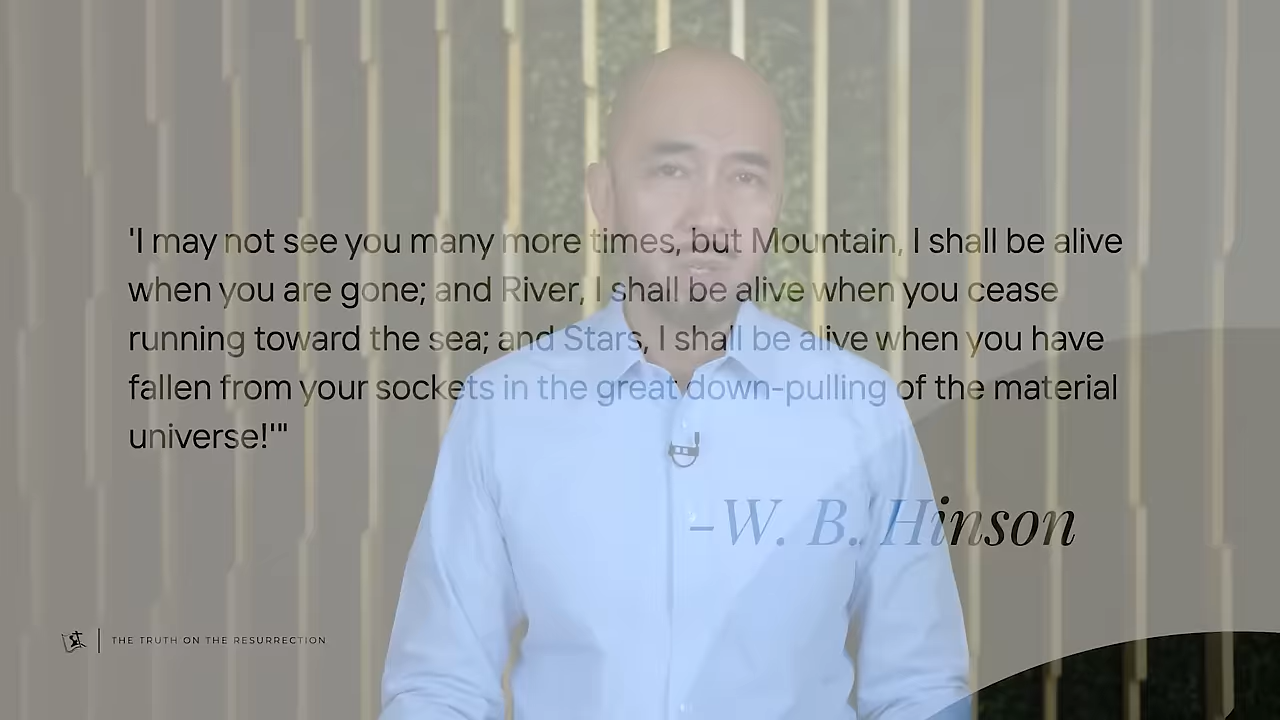 'I may not see you many more times, but Mountain, I shall be alive
when you are gone; and River, I shall be alive when you cease
running toward the sea; and Stars, I shall be alive when you have
fallen from your sockets in the great down-pulling of the material
universe!'"
–W. B. Hinson
THE TRUTH ON THE RESURRECTION